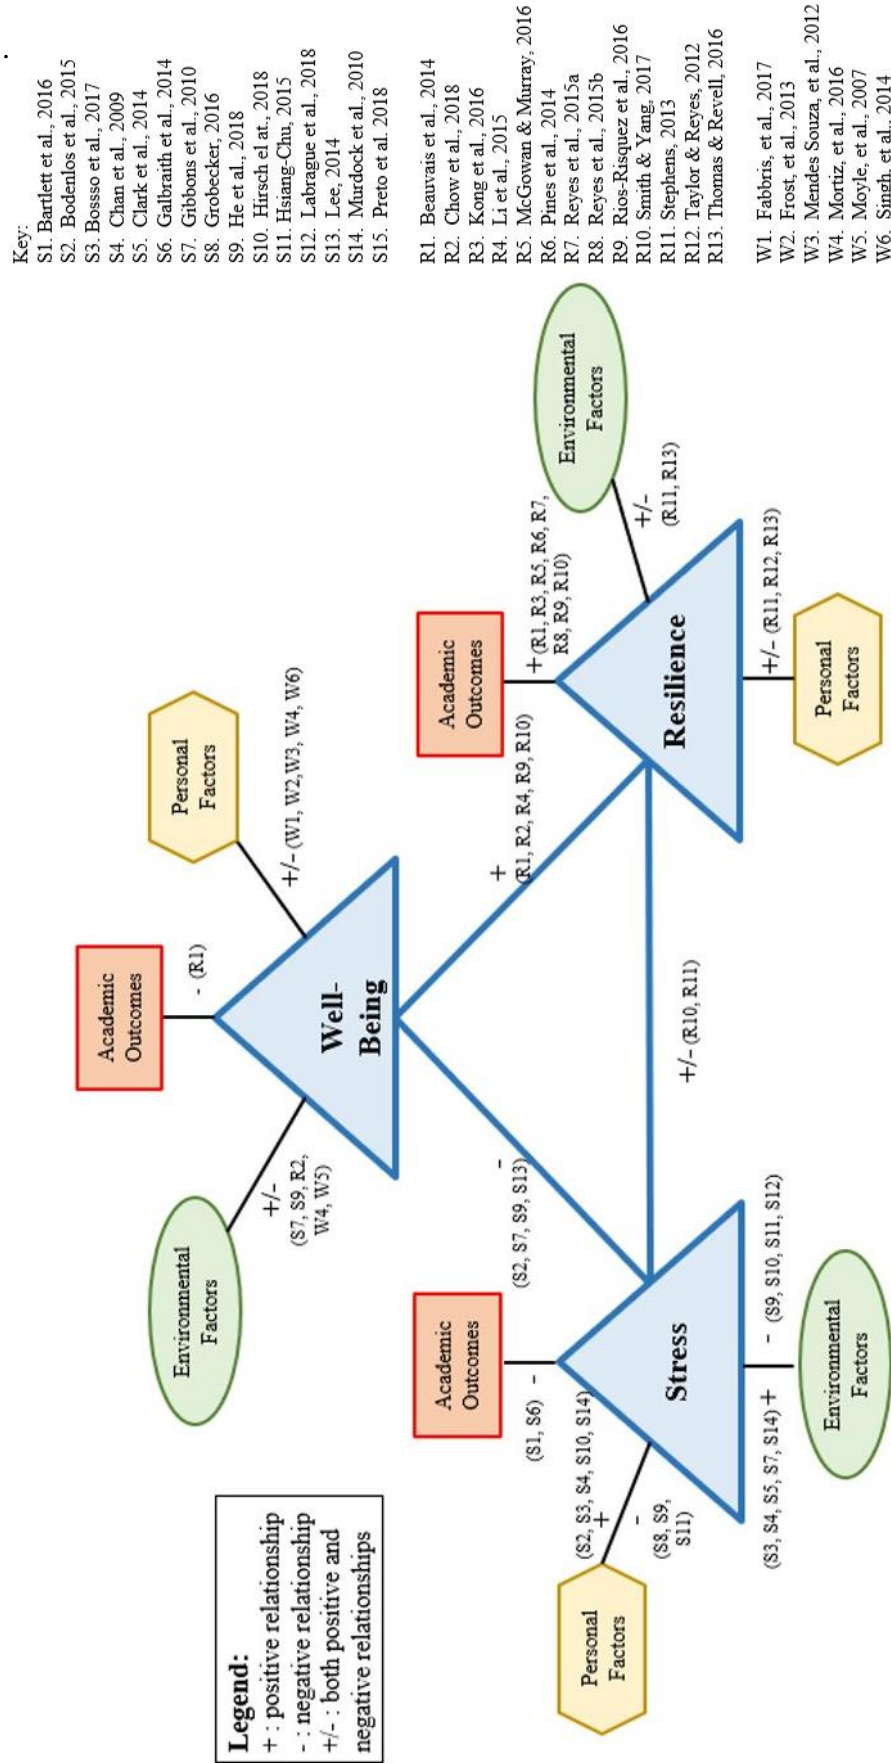 Legend:
+ : positive relationship
- : negative relationship
+/- : both positive and
negative relationships
Environmental
Factors
+/-
(S7, S9, R2,
W4, W5)
Academic
Outcomes
- (R1)
Personal
Factors
+/- (W1, W2,W3, W4, W6)
Well-
Being
-
(S2, S7, S9, S13)
+
(R1, R2, R4, R9, R10)
Academic
Outcomes
(S1, S6) -
Personal
Factors
(S2, S3, S4, S10, S14)
+
-
(S8, S9,
S11)
Stress
(S3, S4, S5, S7, S14) +
- (S9, S10, S11, S12)
Environmental
Factors
+/- (R10, R11)
Academic
Outcomes
+ (R1, R3, R5, R6, R7,
R8, R9, R10)
Environmental
Factors
+/-
(R11, R13)
Resilience
+/- (R11, R12, R13)
Personal
Factors
.
Key:
S1. Bartlett et al., 2016
S2. Bodenlos et al., 2015
S3. Bossso et al., 2017
S4. Chan et al., 2009
S5. Clark et al., 2014
S6. Galbraith et al., 2014
S7. Gibbons et al., 2010
S8. Grobecker, 2016
S9. He et al., 2018
S10. Hirsch el at., 2018
S11. Hsiang-Chu, 2015
S12. Labrague et al., 2018
S13. Lee, 2014
S14. Murdock et al., 2010
S15. Preto et al. 2018
R1. Beauvais et al., 2014
R2. Chow et al., 2018
R3. Kong et al., 2016
R4. Li et al., 2015
R5. McGowan & Murray, 2016
R6. Pines et al., 2014
R7. Reyes et al., 2015a
R8. Reyes et al., 2015b
R9. Rios-Risquez et al., 2016
R10. Smith & Yang, 2017
R11. Stephens, 2013
R12. Taylor & Reyes, 2012
R13. Thomas & Revell, 2016
W1. Fabbris, et al., 2017
W2. Frost, et al., 2013
W3. Mendes Souza, et al., 2012
W4. Mortiz, et al., 2016
W5. Moyle, et al., 2007
W6. Singh, et al., 2014